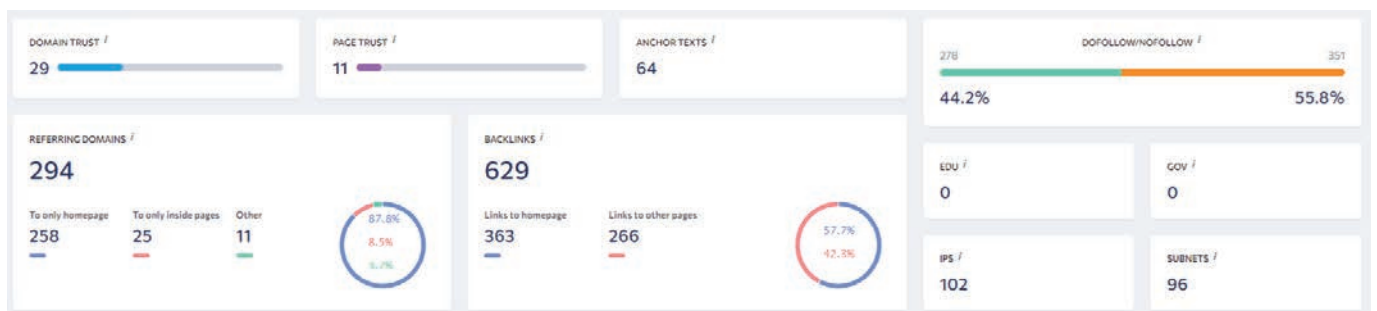 DOMAIN TRUST i
29
PAGE TRUST i
11
ANCHOR TEXTS i
64
DOFOLLOW/NOFOLLOW i
278 351
44.2% 55.8%
REFERRING DOMAINS i
294
To only homepage To only inside pages Other
258 25 11
87.8%
8.5%
3.7%
BACKLINKS i
629
Links to homepage Links to other pages
363 266
57.7%
42.3%
EDU i
0
GOV i
0
IPS i
102
SUBNETS i
96